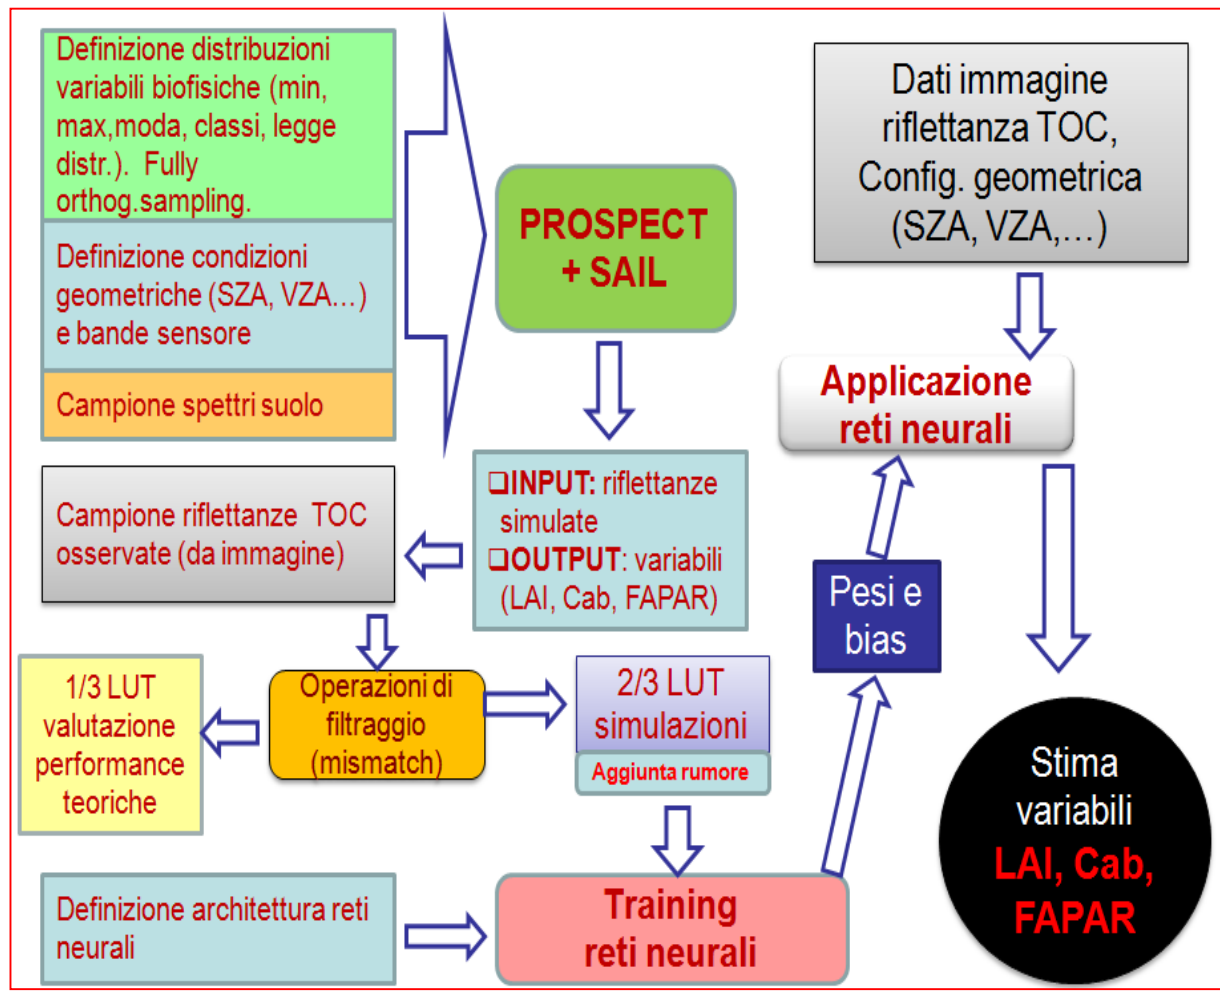 Definizione distribuzioni
variabili biofisiche (min,
max,moda, classi, legge
distr.). Fully
orthog.sampling.
Definizione condizioni
geometriche (SZA, VZA…)
e bande sensore
Campione spettri suolo
PROSPECT
+ SAIL
Dati immagine
riflettanza TOC,
Config. geometrica
(SZA, VZA,…)
Applicazione
reti neurali
❑INPUT: riflettanze
simulate
❑OUTPUT: variabili
(LAI, Cab, FAPAR)
Campione riflettanze TOC
osservate (da immagine)
Pesi e
bias
1/3 LUT
valutazione
performance
teoriche
Operazioni di
filtraggio
(mismatch)
2/3 LUT
simulazioni
Aggiunta rumore
Stima
variabili
LAI, Cab,
FAPAR
Definizione architettura reti
neurali
Training
reti neurali